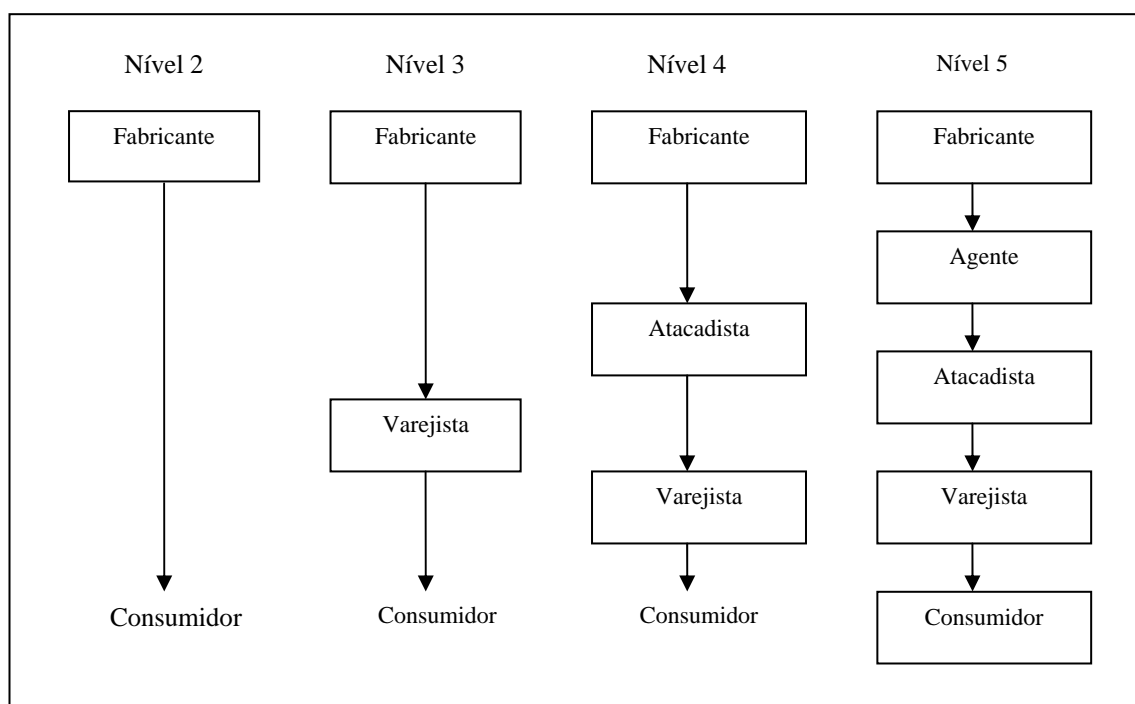 Nível 2
Nível 3
Nível 4
Nível 5
Fabricante
Fabricante
Fabricante
Fabricante
Agente
Atacadista
Atacadista
Varejista
Varejista
Varejista
Consumidor
Consumidor
Consumidor
Consumidor